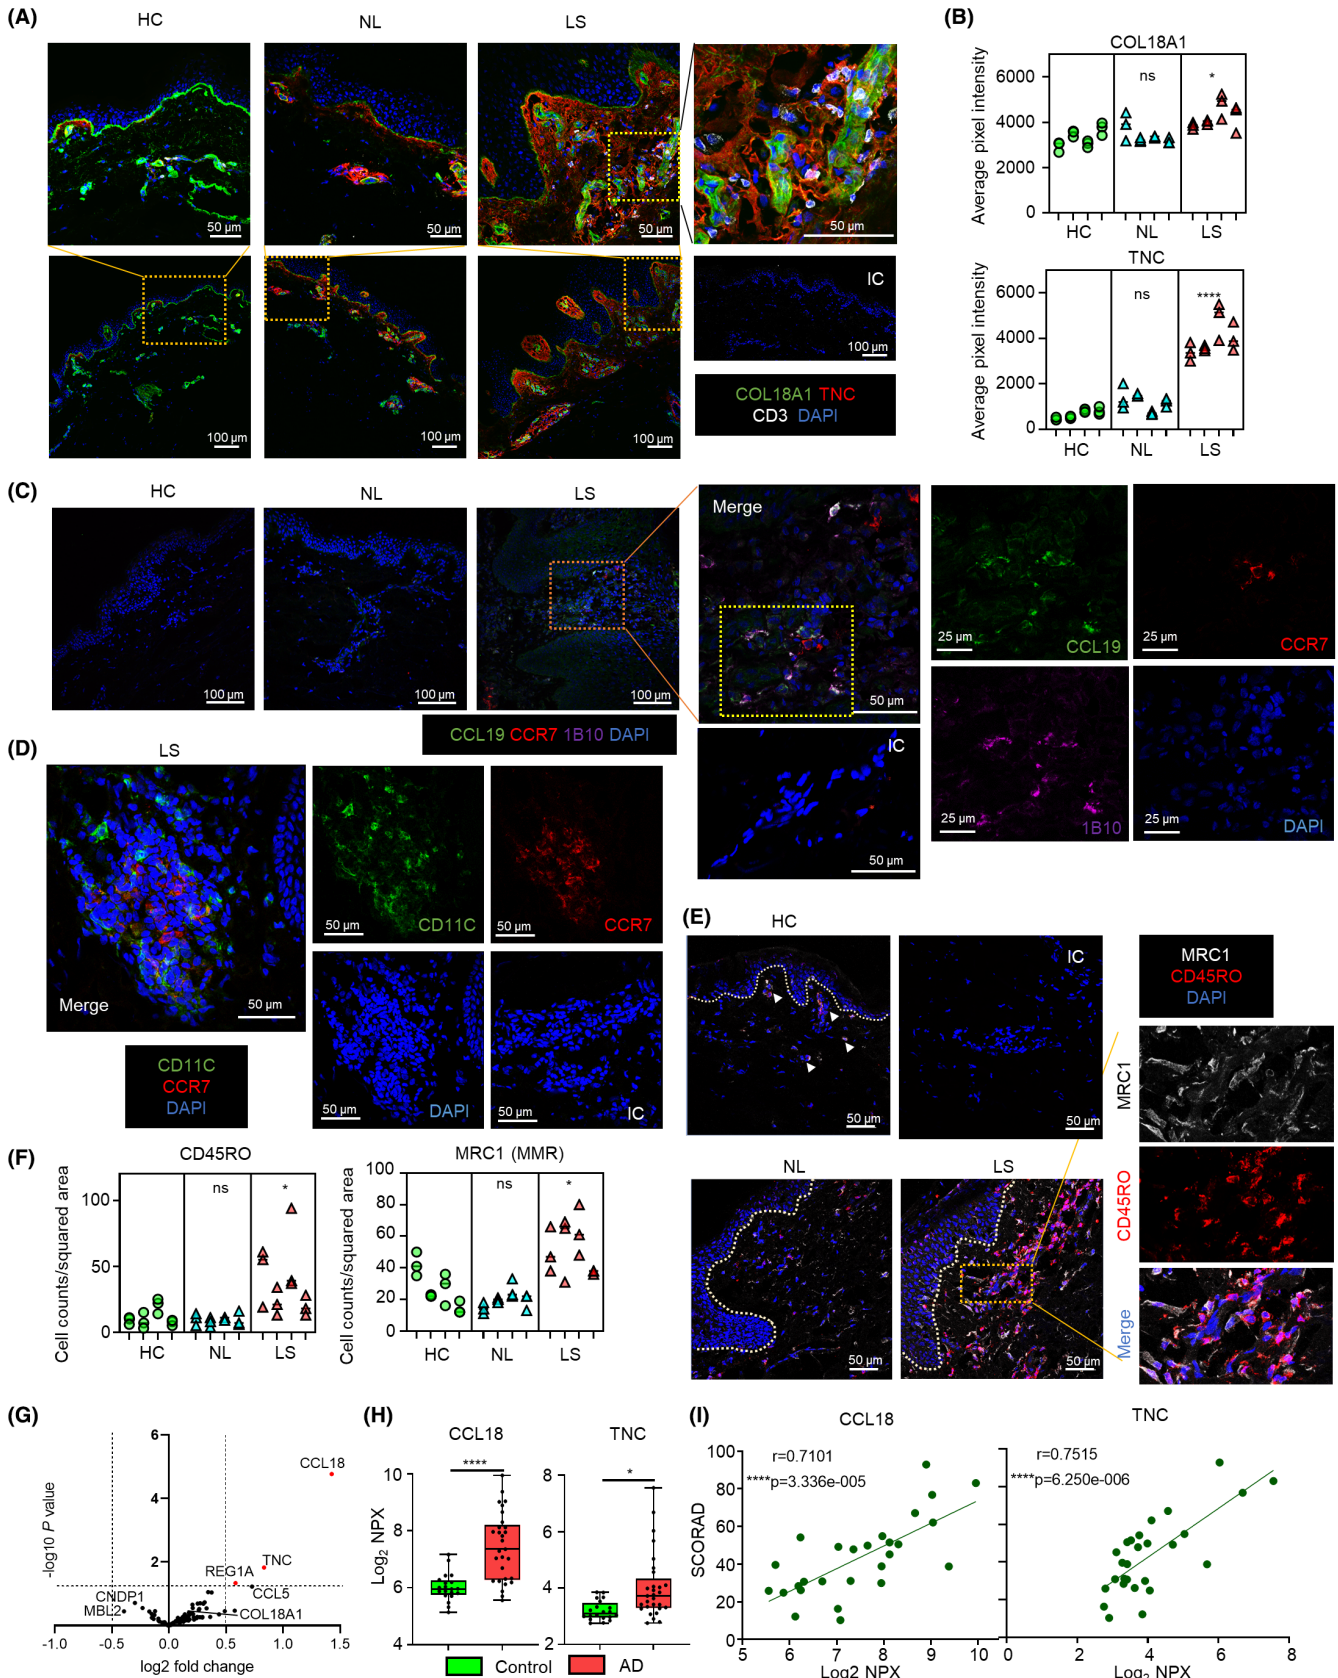 (A)
HC
NL
LS
50 µm
50 µm
50 µm
50 µm
100 µm
100 µm
100 µm
IC
100 µm
COL18A1 TNC
CD3 DAPI
(B)
COL18A1
Average pixel intensity
6000
4000
2000
0
ns
*
HC
NL
LS
TNC
Average pixel intensity
6000
4000
2000
0
ns
****
HC
NL
LS
(C)
HC
NL
LS
100 µm
100 µm
100 µm
CCL19 CCR7 1B10 DAPI
Merge
50 µm
IC
50 µm
25 µm
CCL19
25 µm
CCR7
25 µm
1B10
25 µm
DAPI
(D)
LS
Merge
50 µm
CD11C
CCR7
DAPI
50 µm
CD11C
50 µm
CCR7
50 µm
DAPI
50 µm
IC
(E)
HC
50 µm
IC
50 µm
NL
50 µm
LS
50 µm
MRC1
CD45RO
DAPI
MRC1
CD45RO
Merge
(F)
CD45RO
Cell counts/squared area
100
50
0
ns
*
HC
NL
LS
MRC1 (MMR)
Cell counts/squared area
100
80
60
40
20
0
ns
*
HC
NL
LS
(G)
-log10 P value
6
4
2
CCL18
TNC
REG1A
CCL5
CNDP1
MBL2
COL18A1
-1.0
-0.5
0.0
0.5
1.0
1.5
log2 fold change
(H)
CCL18
Log2 NPX
10
8
6
4
****
TNC
8
6
4
2
*
Control
AD
(I)
CCL18
SCORAD
100
80
60
40
20
0
r=0.7101
****p=3.336e-005
5
6
7
8
9
10
Log2 NPX
TNC
r=0.7515
****p=6.250e-006
0
2
4
6
8
Log2 NPX